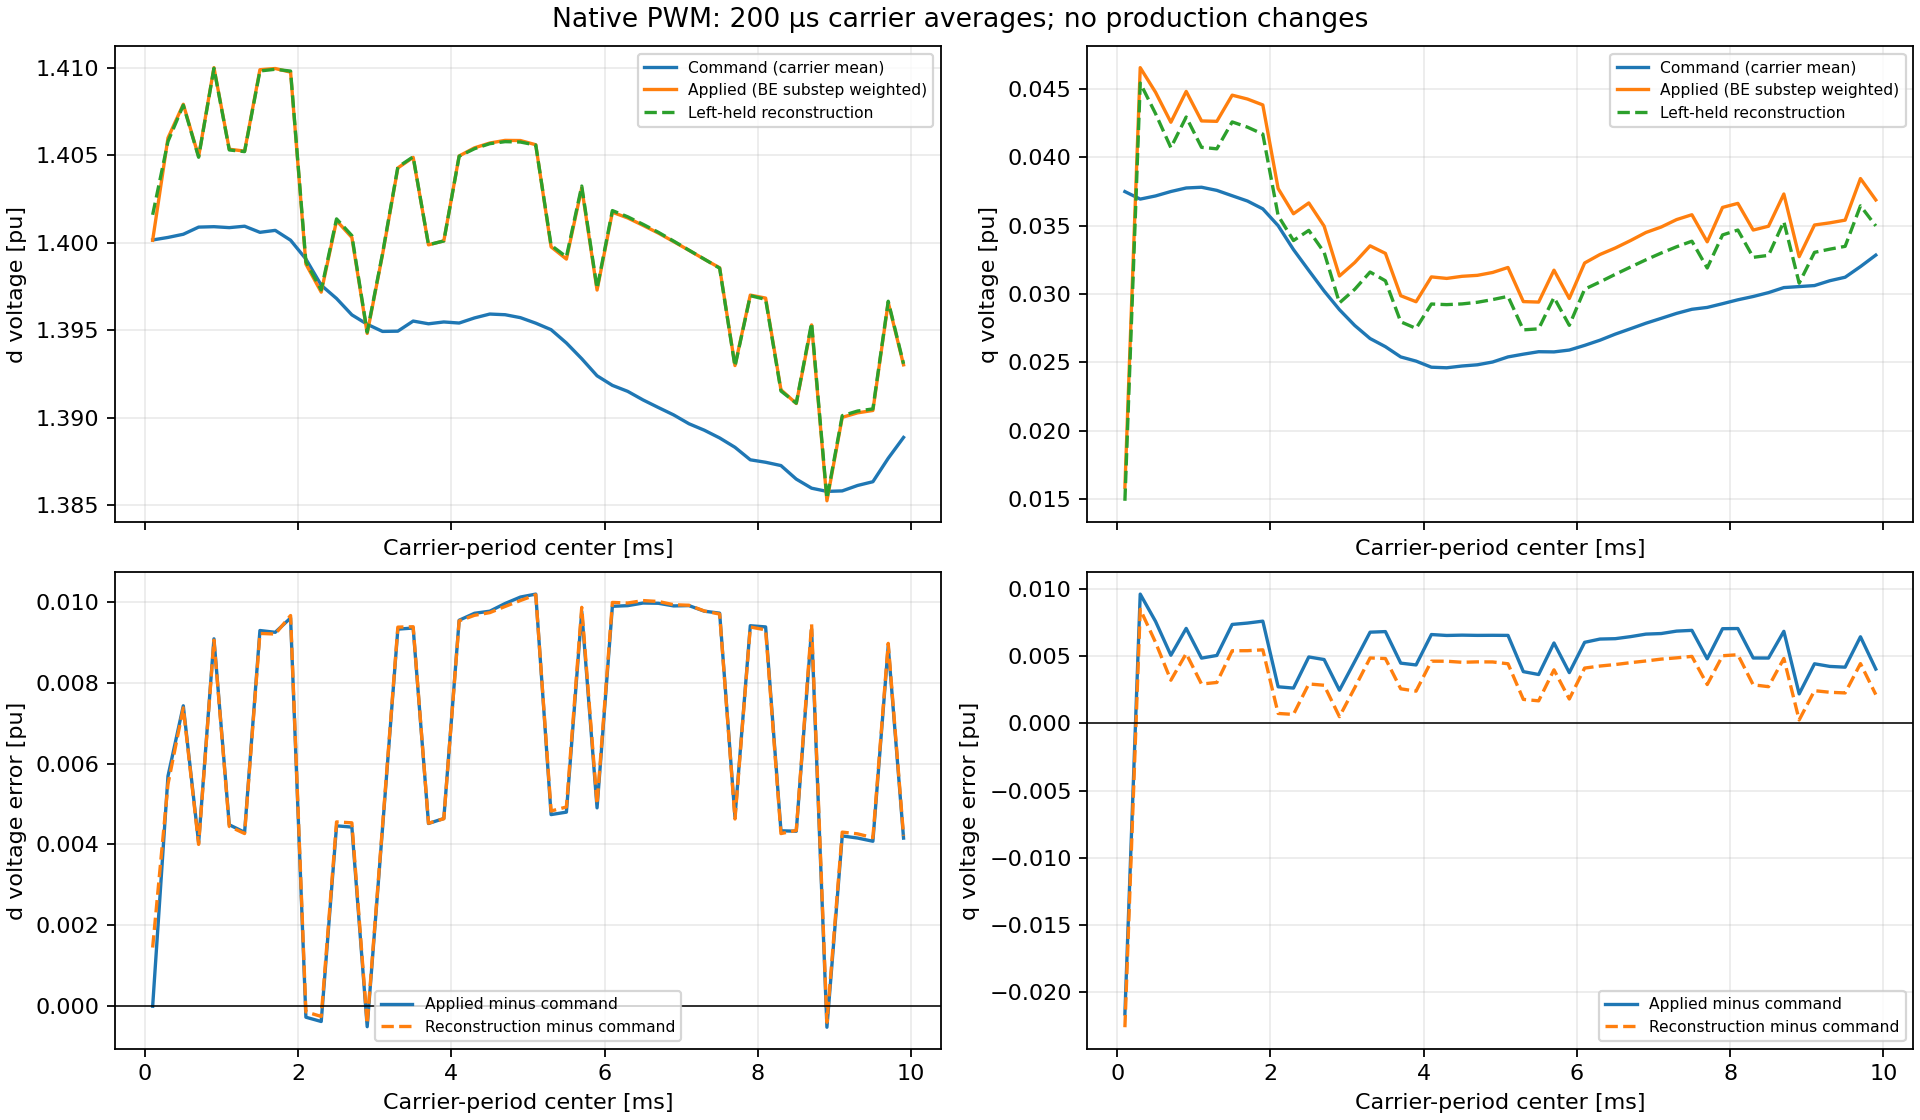 Native PWM: 200 µs carrier averages; no production changes
1.410
1.405
1.400
1.395
1.390
1.385
d voltage [pu]
Command (carrier mean)
Applied (BE substep weighted)
Left-held reconstruction
Carrier-period center [ms]
0.045
0.040
0.035
0.030
0.025
0.020
0.015
q voltage [pu]
Command (carrier mean)
Applied (BE substep weighted)
Left-held reconstruction
Carrier-period center [ms]
0.010
0.008
0.006
0.004
0.002
0.000
d voltage error [pu]
Applied minus command
Reconstruction minus command
0 2 4 6 8 10
Carrier-period center [ms]
0.010
0.005
0.000
−0.005
−0.010
−0.015
−0.020
q voltage error [pu]
Applied minus command
Reconstruction minus command
0 2 4 6 8 10
Carrier-period center [ms]